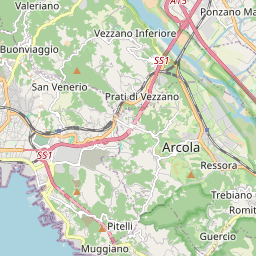 Valeriano
A15
Ponzano Ma
Vezzano Inferiore
Buonviaggio
SS1
San Venerio
Prati di Vezzano
SS1
Arcola
Ressora
Trebiano
Romit
Pitelli
Guercio
Muggiano